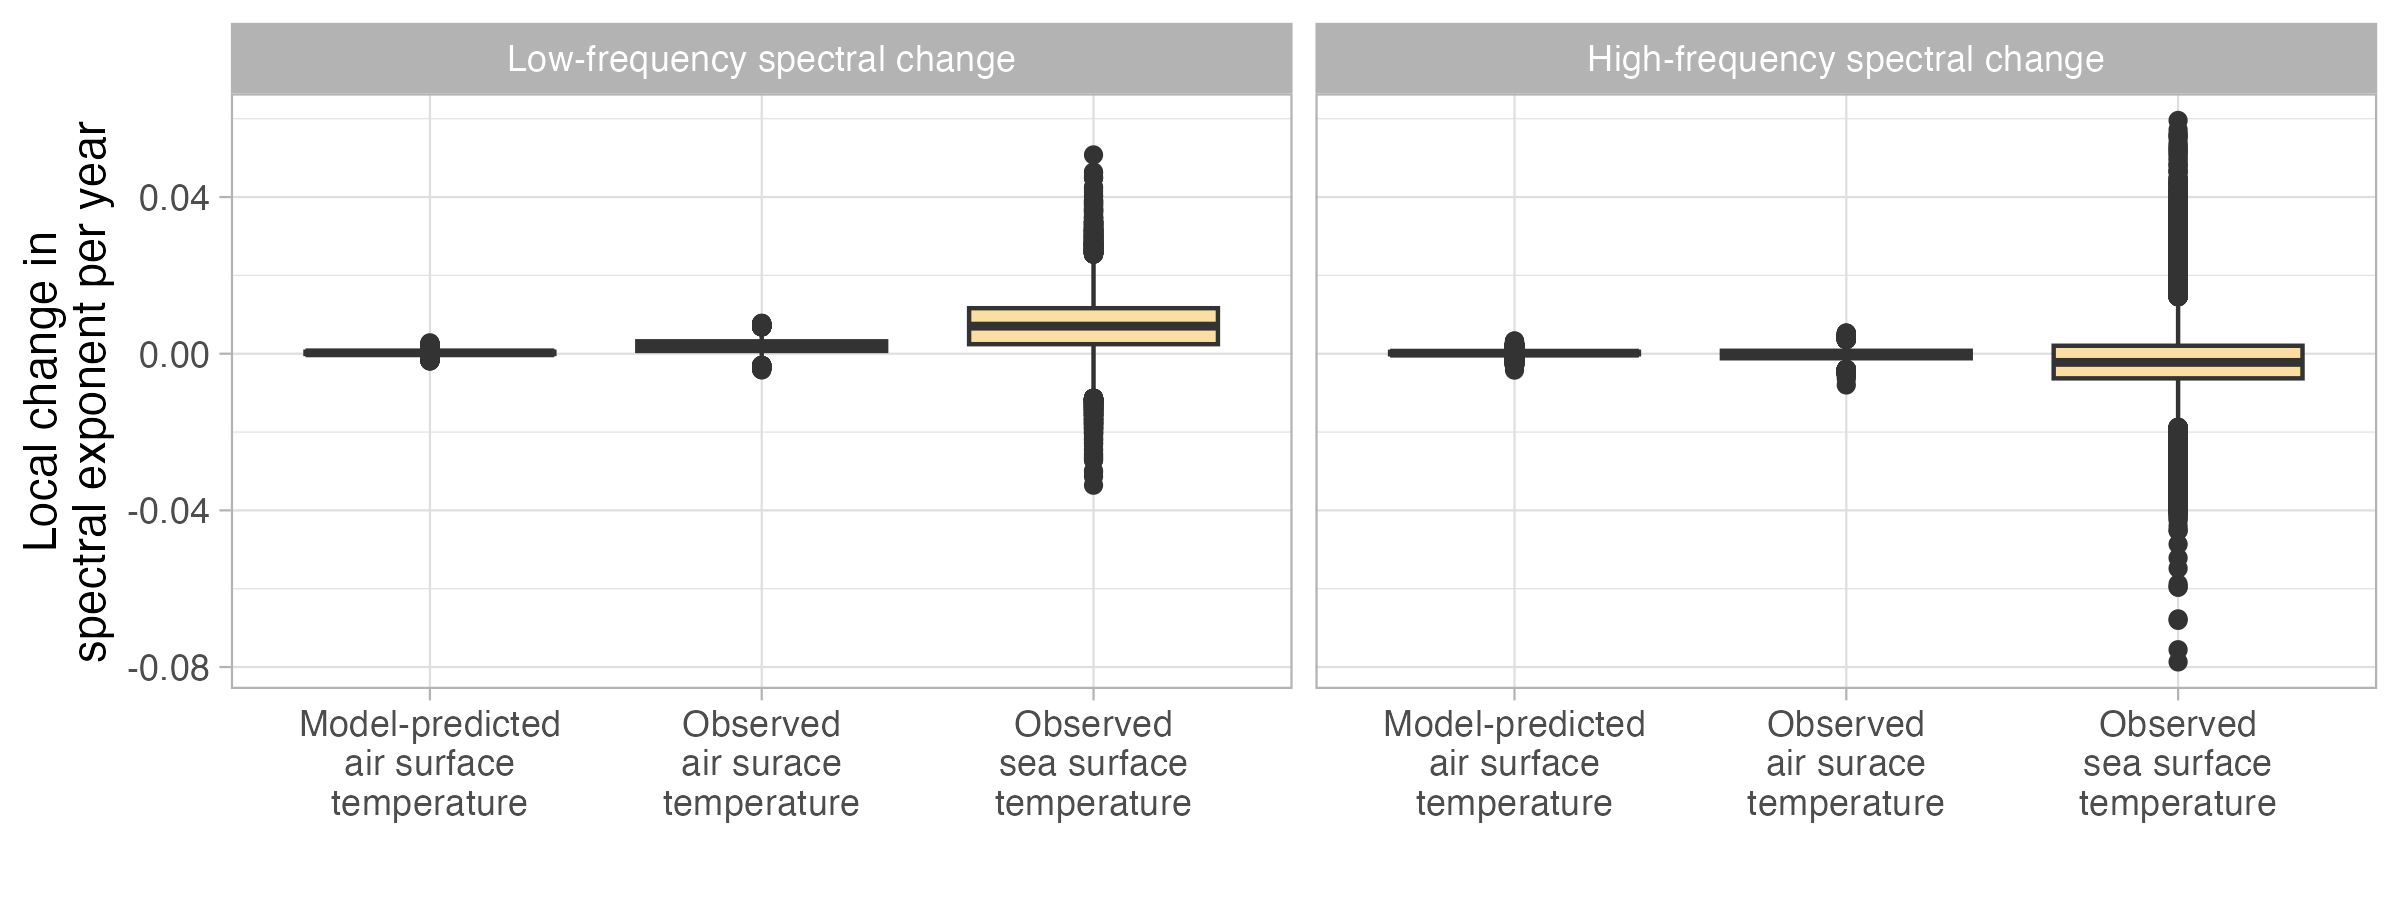 Low-frequency spectral change
High-frequency spectral change
Local change in
spectral exponent per year
0.04
0.00
-0.04
-0.08
Model-predicted
air surface
temperature
Observed
air surace
temperature
Observed
sea surface
temperature
Model-predicted
air surface
temperature
Observed
air surace
temperature
Observed
sea surface
temperature